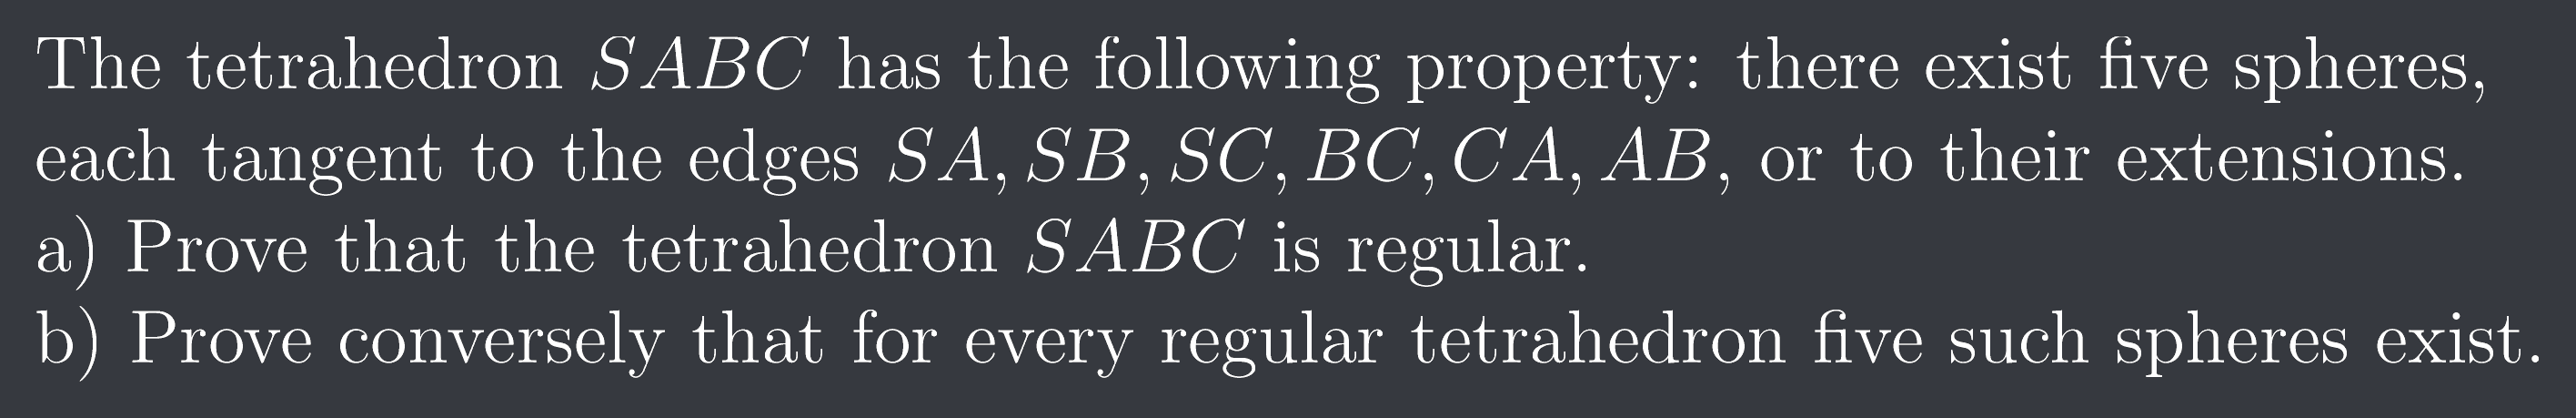 The tetrahedron SABC has the following property: there exist five spheres,
each tangent to the edges SA, SB, SC, BC, CA, AB, or to their extensions.
a) Prove that the tetrahedron SABC is regular.
b) Prove conversely that for every regular tetrahedron five such spheres exist.